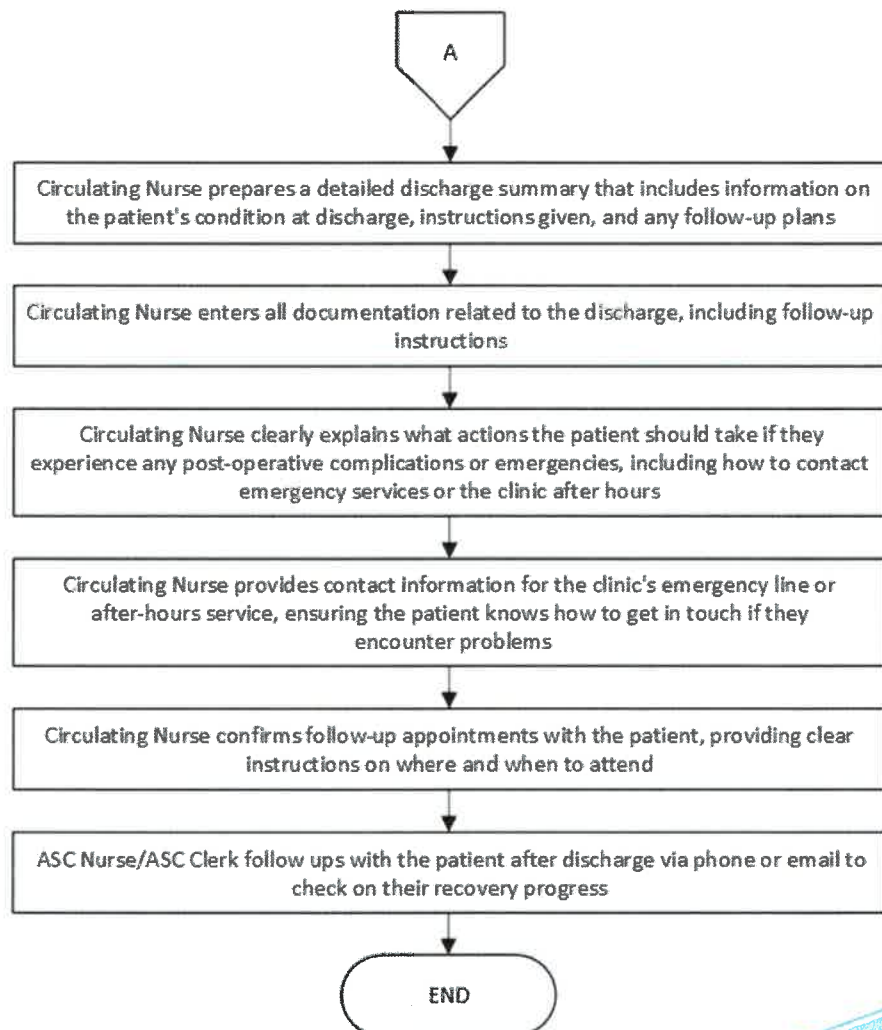 A
Circulating Nurse prepares a detailed discharge summary that includes information on
the patient's condition at discharge, instructions given, and any follow-up plans
Circulating Nurse enters all documentation related to the discharge, including follow-up
instructions
Circulating Nurse clearly explains what actions the patient should take if they
experience any post-operative complications or emergencies, including how to contact
emergency services or the clinic after hours
Circulating Nurse provides contact information for the clinic's emergency line or
after-hours service, ensuring the patient knows how to get in touch if they
encounter problems
Circulating Nurse confirms follow-up appointments with the patient, providing clear
instructions on where and when to attend
ASC Nurse/ASC Clerk follow ups with the patient after discharge via phone or email to
check on their recovery progress
END